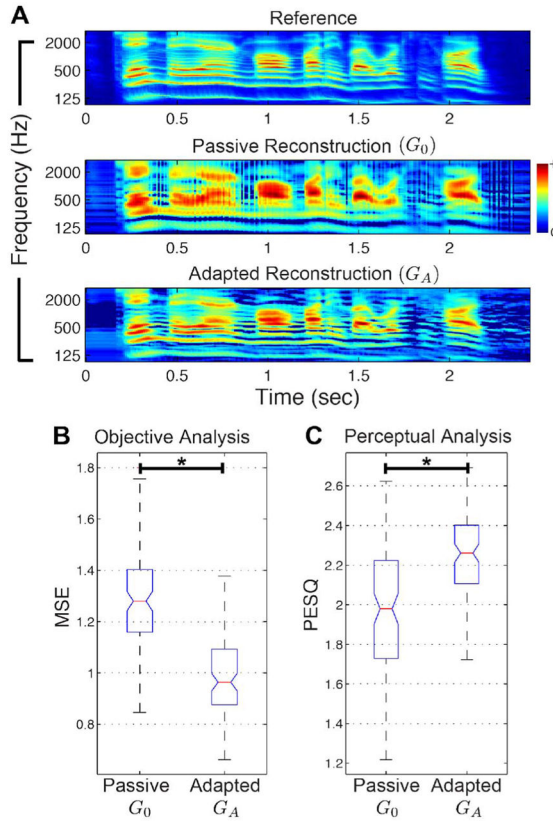 A
Reference
2000
500
125
0 0.5 1 1.5 2
Passive Reconstruction (G₀)
2000
500
125
0 0.5 1 1.5 2
0
Adapted Reconstruction (G_A)
2000
500
125
0 0.5 1 1.5 2
Frequency (Hz)
Time (sec)
B Objective Analysis
*
1.8
1.6
1.4
1.2
1
0.8
MSE
Passive Adapted
G₀ G_A
C Perceptual Analysis
*
2.6
2.4
2.2
2
1.8
1.6
1.4
1.2
PESQ
Passive Adapted
G₀ G_A